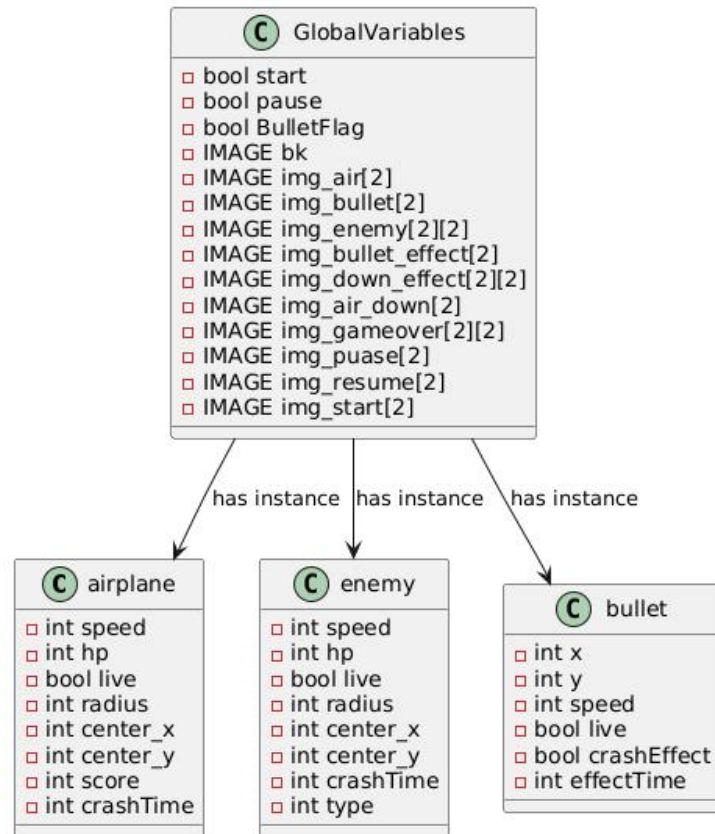 C GlobalVariables
bool start
bool pause
bool BulletFlag
IMAGE bk
IMAGE img_air[2]
IMAGE img_bullet[2]
IMAGE img_enemy[2][2]
IMAGE img_bullet_effect[2]
IMAGE img_down_effect[2][2]
IMAGE img_air_down[2]
IMAGE img_gameover[2][2]
IMAGE img_puase[2]
IMAGE img_resume[2]
IMAGE img_start[2]
has instance
has instance
has instance
C airplane
int speed
int hp
bool live
int radius
int center_x
int center_y
int score
int crashTime
C enemy
int speed
int hp
bool live
int radius
int center_x
int center_y
int crashTime
int type
C bullet
int x
int y
int speed
bool live
bool crashEffect
int effectTime